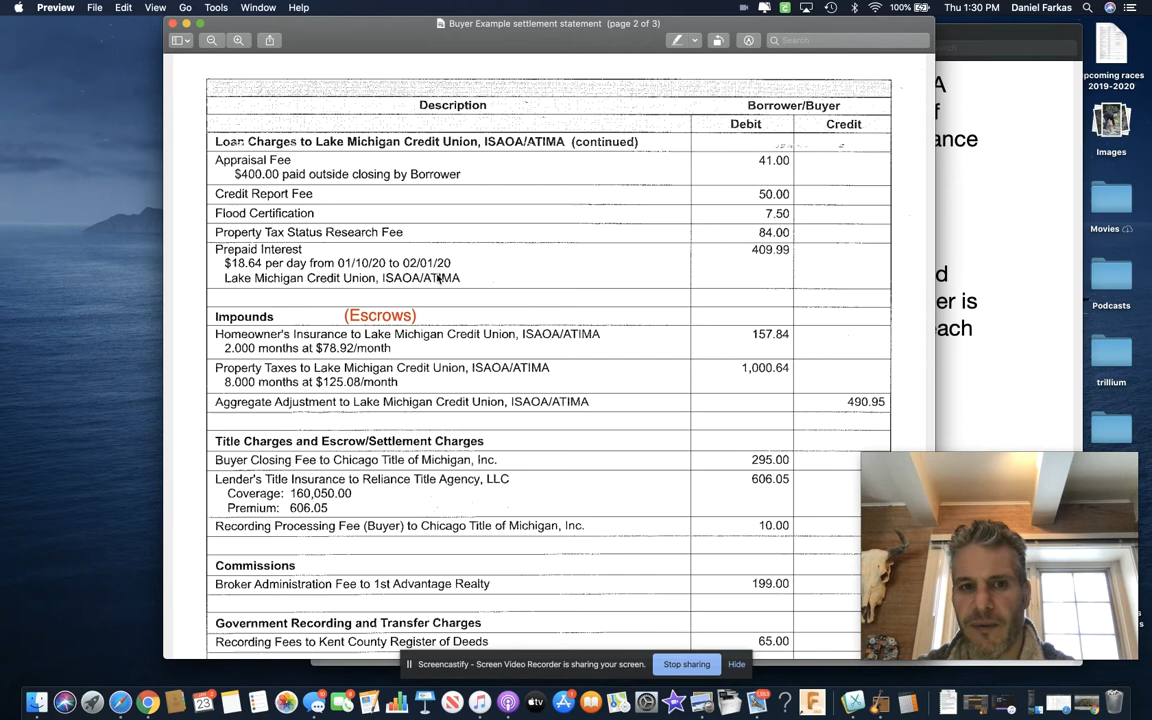 Preview File Edit View Go Tools Window Help 100% Thu 1:30 PM Daniel Farkas
Buyer Example settlement statement (page 2 of 3)
Search
Description Borrower/Buyer
Debit Credit
Loan Charges to Lake Michigan Credit Union, ISAOA/ATIMA (continued)
Appraisal Fee 41.00
$400.00 paid outside closing by Borrower
Credit Report Fee 50.00
Flood Certification 7.50
Property Tax Status Research Fee 84.00
Prepaid Interest 409.99
$18.64 per day from 01/10/20 to 02/01/20
Lake Michigan Credit Union, ISAOA/ATIMA
Impounds (Escrows)
Homeowner's Insurance to Lake Michigan Credit Union, ISAOA/ATIMA 157.84
2.000 months at $78.92/month
Property Taxes to Lake Michigan Credit Union, ISAOA/ATIMA 1,000.64
8.000 months at $125.08/month
Aggregate Adjustment to Lake Michigan Credit Union, ISAOA/ATIMA 490.95
Title Charges and Escrow/Settlement Charges
Buyer Closing Fee to Chicago Title of Michigan, Inc. 295.00
Lender's Title Insurance to Reliance Title Agency, LLC 606.05
Coverage: 160,050.00
Premium: 606.05
Recording Processing Fee (Buyer) to Chicago Title of Michigan, Inc. 10.00
Commissions
Broker Administration Fee to 1st Advantage Realty 199.00
Government Recording and Transfer Charges
Recording Fees to Kent County Register of Deeds 65.00
Screencastify - Screen Video Recorder is sharing your screen. Stop sharing Hide
earch
A
f
ance
d
er is
each
pcoming races
2019-2020
Images
Movies
Podcasts
trillium